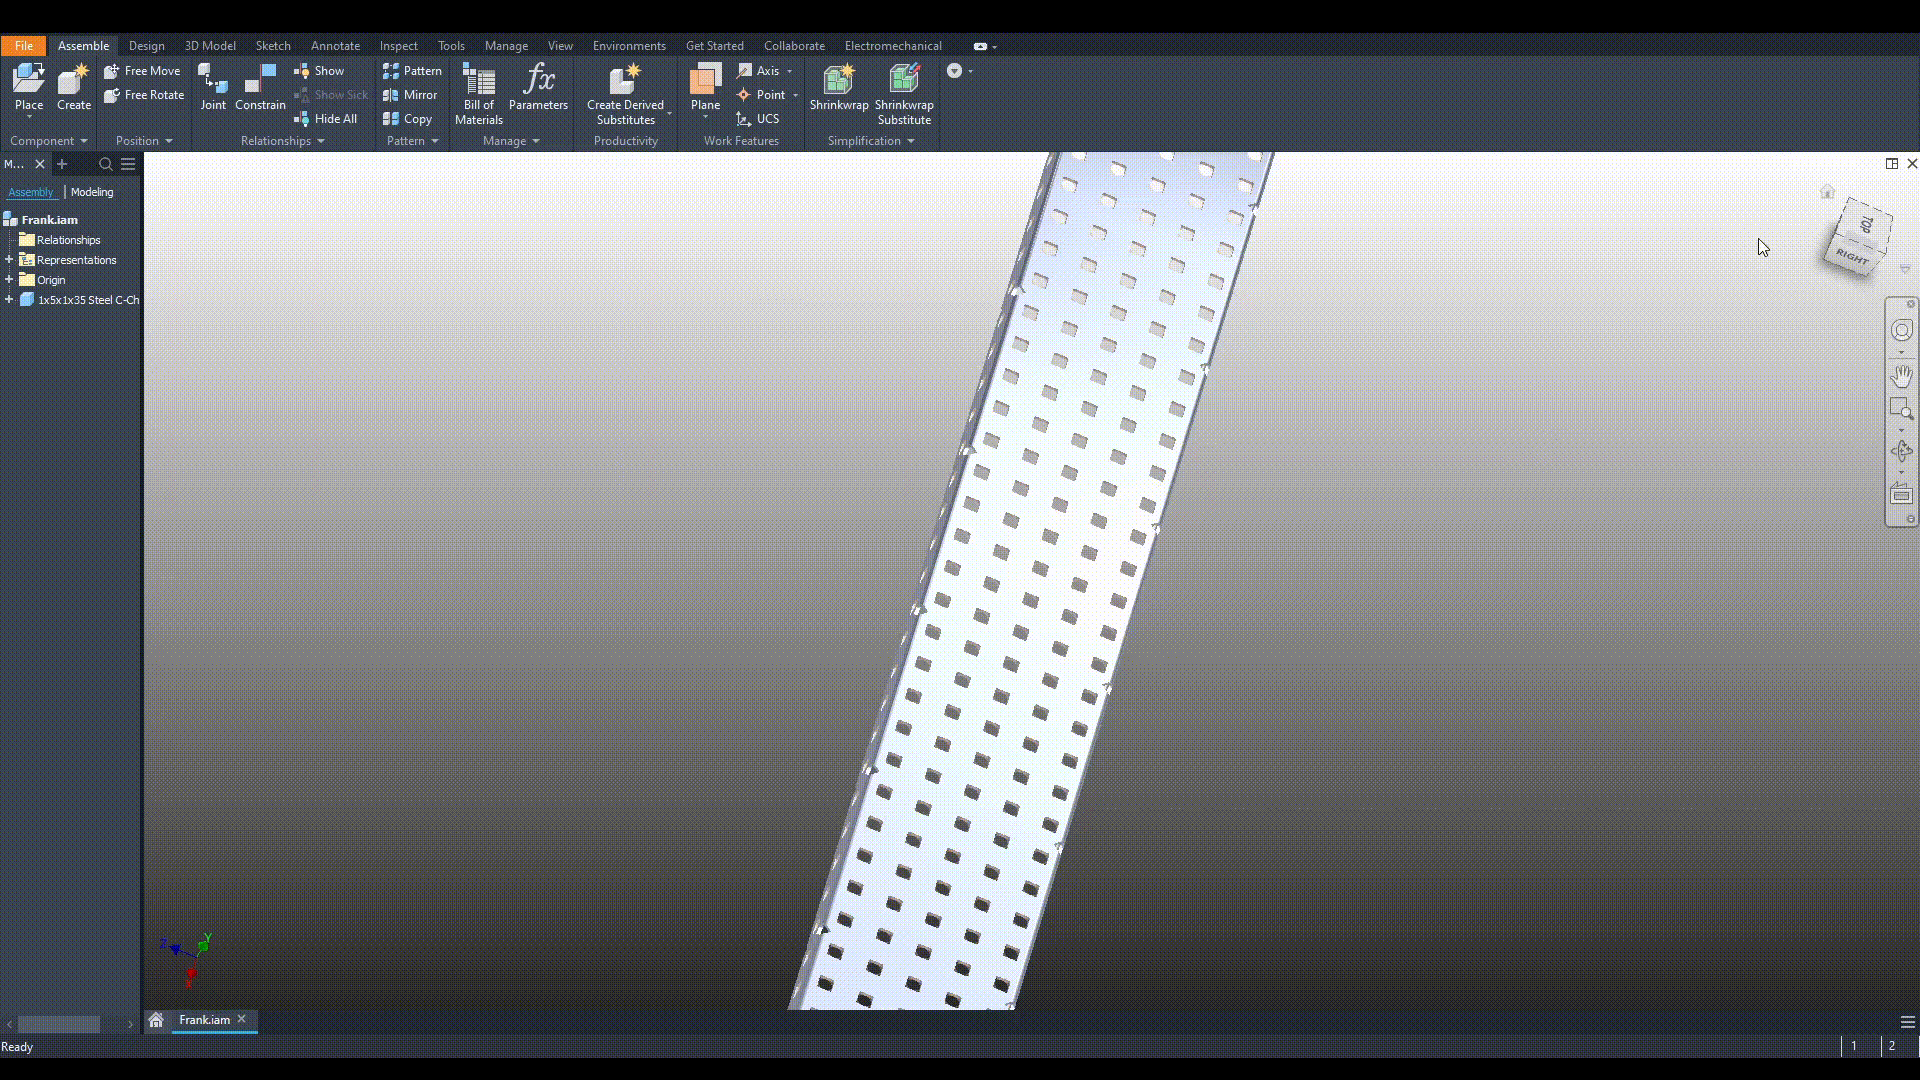 File Assemble Design 3D Model Sketch Annotate Inspect Tools Manage View Environments Get Started Collaborate Electromechanical
Place Create Free Move Free Rotate
Joint Constrain Show Show Sick Hide All
Pattern Mirror Copy
Bill of Materials fx Parameters
Create Derived Substitutes
Plane Axis Point UCS
Shrinkwrap Shrinkwrap Substitute
Component Position Relationships Pattern Manage Productivity Work Features Simplification
M...
Assembly | Modeling
Frank.iam
Relationships
Representations
Origin
1x5x1x35 Steel C-Ch
TOP
RIGHT
Z Y
X
Frank.iam
Ready 1 2